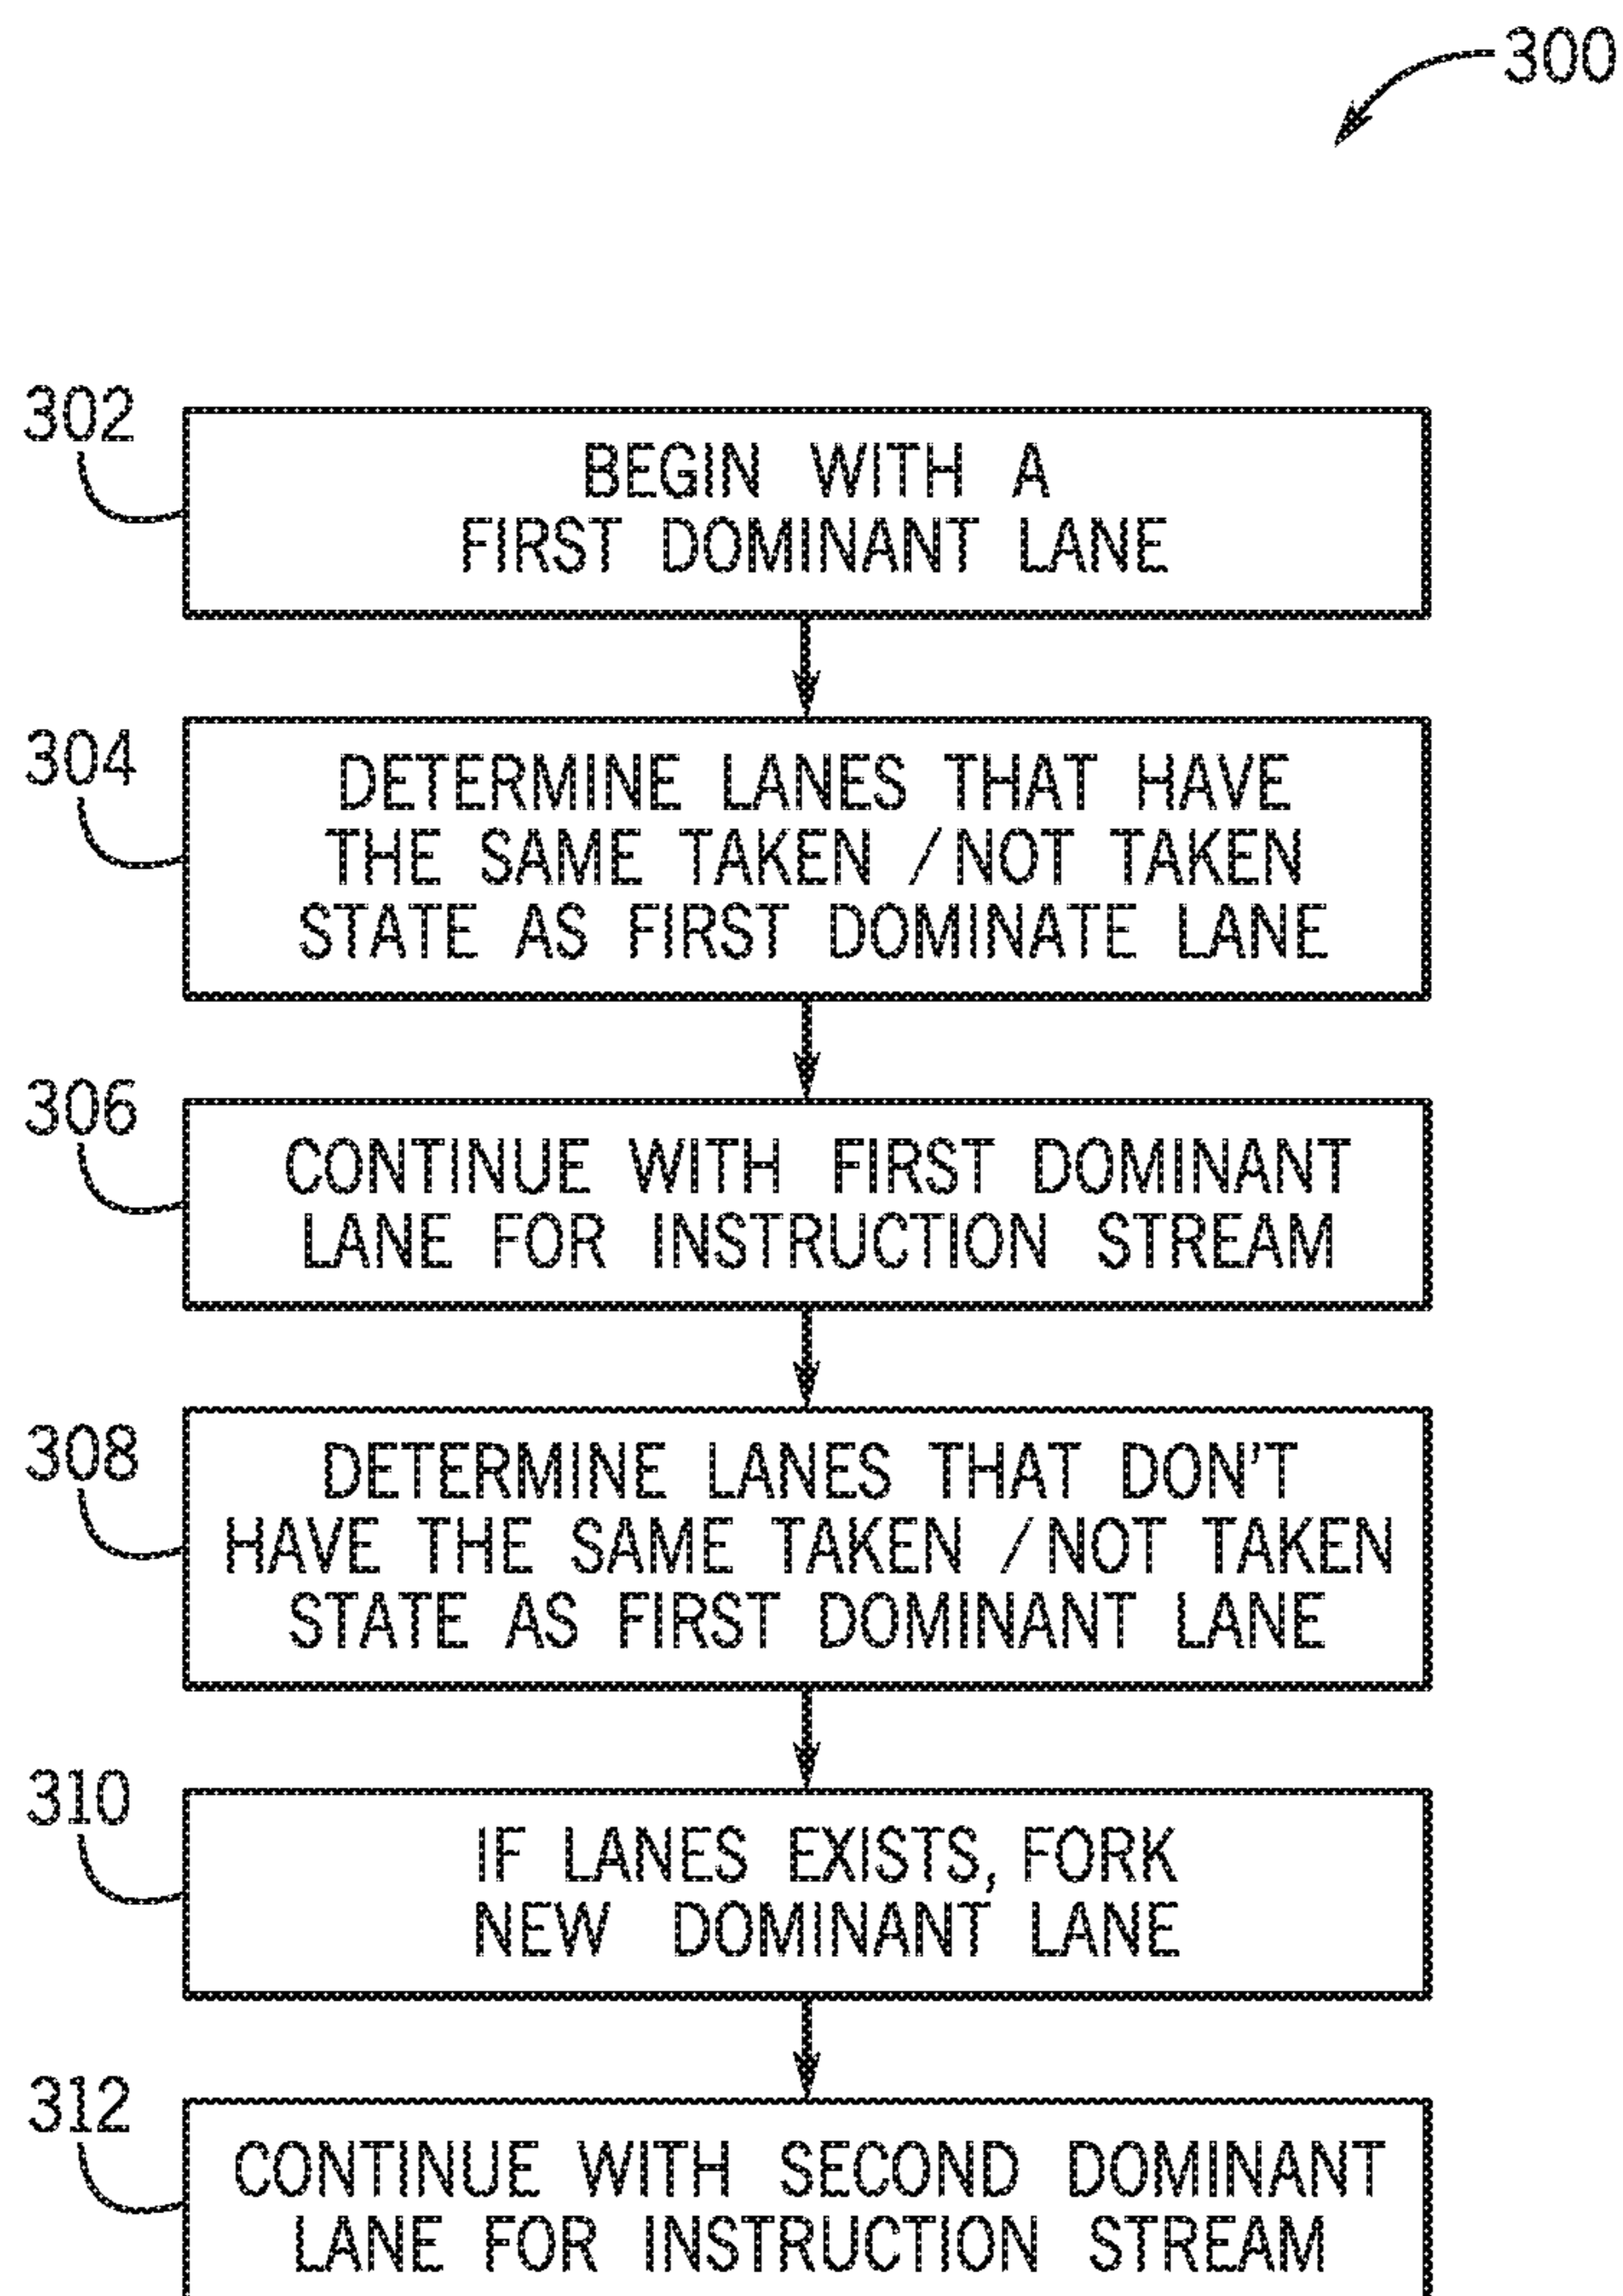 300
302
BEGIN WITH A
FIRST DOMINANT LANE
304
DETERMINE LANES THAT HAVE
THE SAME TAKEN /NOT TAKEN
STATE AS FIRST DOMINATE LANE
306
CONTINUE WITH FIRST DOMINANT
LANE FOR INSTRUCTION STREAM
308
DETERMINE LANES THAT DON'T
HAVE THE SAME TAKEN /NOT TAKEN
STATE AS FIRST DOMINANT LANE
310
IF LANES EXISTS, FORK
NEW DOMINANT LANE
312
CONTINUE WITH SECOND DOMINANT
LANE FOR INSTRUCTION STREAM